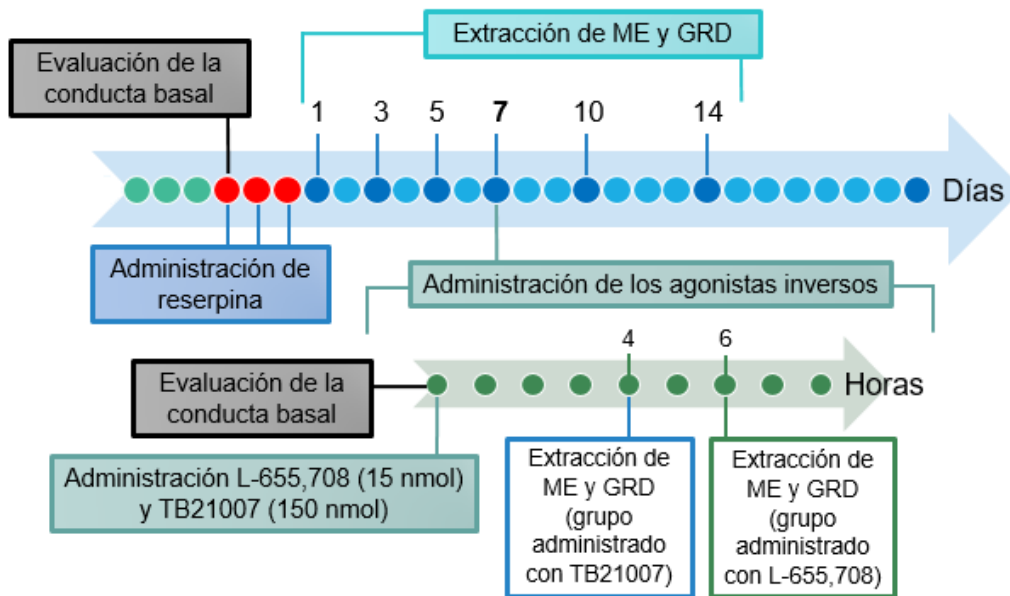 Extracción de ME y GRD
Evaluación de la
conducta basal
1
3
5
7
10
14
Días
Administración de
reserpina
Administración de los agonistas inversos
4
6
Horas
Evaluación de la
conducta basal
Administración L-655,708 (15 nmol)
y TB21007 (150 nmol)
Extracción de
ME y GRD
(grupo
administrado
con TB21007)
Extracción de
ME y GRD
(grupo
administrado
con L-655,708)